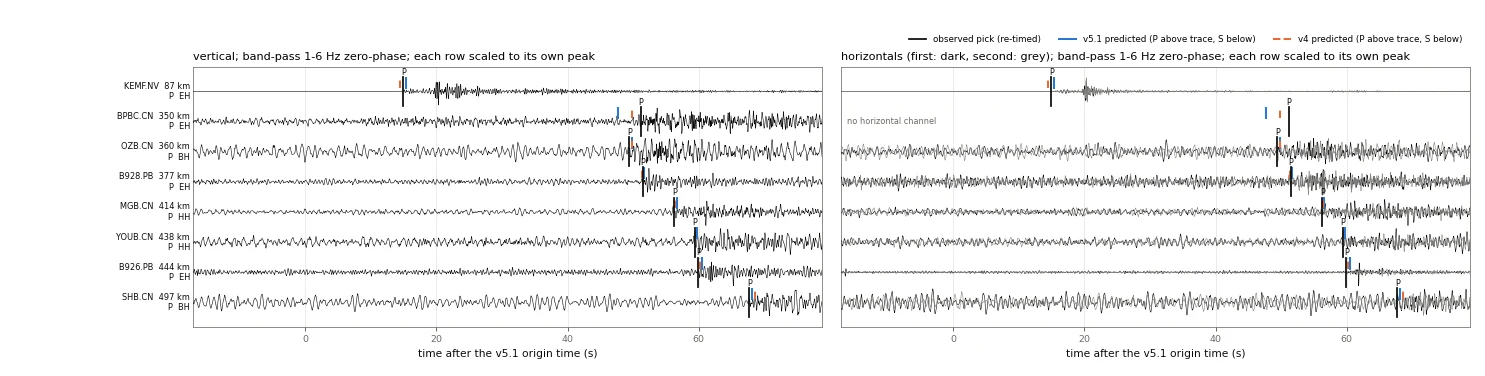 observed pick (re-timed) v5.1 predicted (P above trace, S below) v4 predicted (P above trace, S below)
vertical; band-pass 1-6 Hz zero-phase; each row scaled to its own peak
KEMF.NV 87 km
P EH
BPBC.CN 350 km
P EH
OZB.CN 360 km
P BH
B928.PB 377 km
P EH
MGB.CN 414 km
P HH
YOUB.CN 438 km
P HH
B926.PB 444 km
P EH
SHB.CN 497 km
P BH
P
P
P
P
P
P
P
P
0 20 40 60
time after the v5.1 origin time (s)
horizontals (first: dark, second: grey); band-pass 1-6 Hz zero-phase; each row scaled to its own peak
P
P
no horizontal channel
P
P
P
P
P
P
0 20 40 60
time after the v5.1 origin time (s)